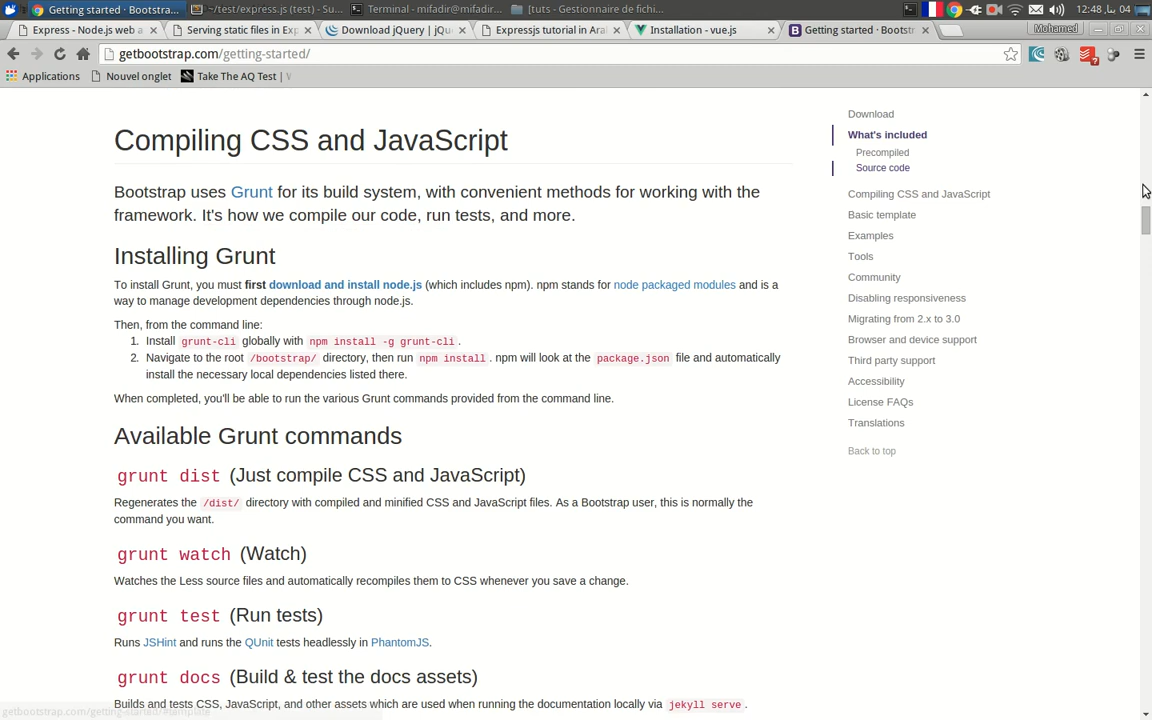 Getting started · Bootstra...
~/test/express.js (test) - Su...
Terminal - mifadir@mifadir...
[tuts - Gestionnaire de fichi...
12:48
04
Express - Node.js web a
Serving static files in Exp
Download jQuery | jQu
Expressjs tutorial in Ara
Installation - vue.js
Getting started · Bootstr
Mohamed
getbootstrap.com/getting-started/
Applications
Nouvel onglet
Take The AQ Test |
Compiling CSS and JavaScript
Bootstrap uses Grunt for its build system, with convenient methods for working with the
framework. It's how we compile our code, run tests, and more.
Installing Grunt
To install Grunt, you must first download and install node.js (which includes npm). npm stands for node packaged modules and is a
way to manage development dependencies through node.js.
Then, from the command line:
1. Install grunt-cli globally with npm install -g grunt-cli.
2. Navigate to the root /bootstrap/ directory, then run npm install. npm will look at the package.json file and automatically
install the necessary local dependencies listed there.
When completed, you'll be able to run the various Grunt commands provided from the command line.
Available Grunt commands
grunt dist (Just compile CSS and JavaScript)
Regenerates the /dist/ directory with compiled and minified CSS and JavaScript files. As a Bootstrap user, this is normally the
command you want.
grunt watch (Watch)
Watches the Less source files and automatically recompiles them to CSS whenever you save a change.
grunt test (Run tests)
Runs JSHint and runs the QUnit tests headlessly in PhantomJS.
grunt docs (Build & test the docs assets)
Builds and tests CSS, JavaScript, and other assets which are used when running the documentation locally via jekyll serve.
Download
What's included
Precompiled
Source code
Compiling CSS and JavaScript
Basic template
Examples
Tools
Community
Disabling responsiveness
Migrating from 2.x to 3.0
Browser and device support
Third party support
Accessibility
License FAQs
Translations
Back to top
getbootstrap.com/getting-started/#template